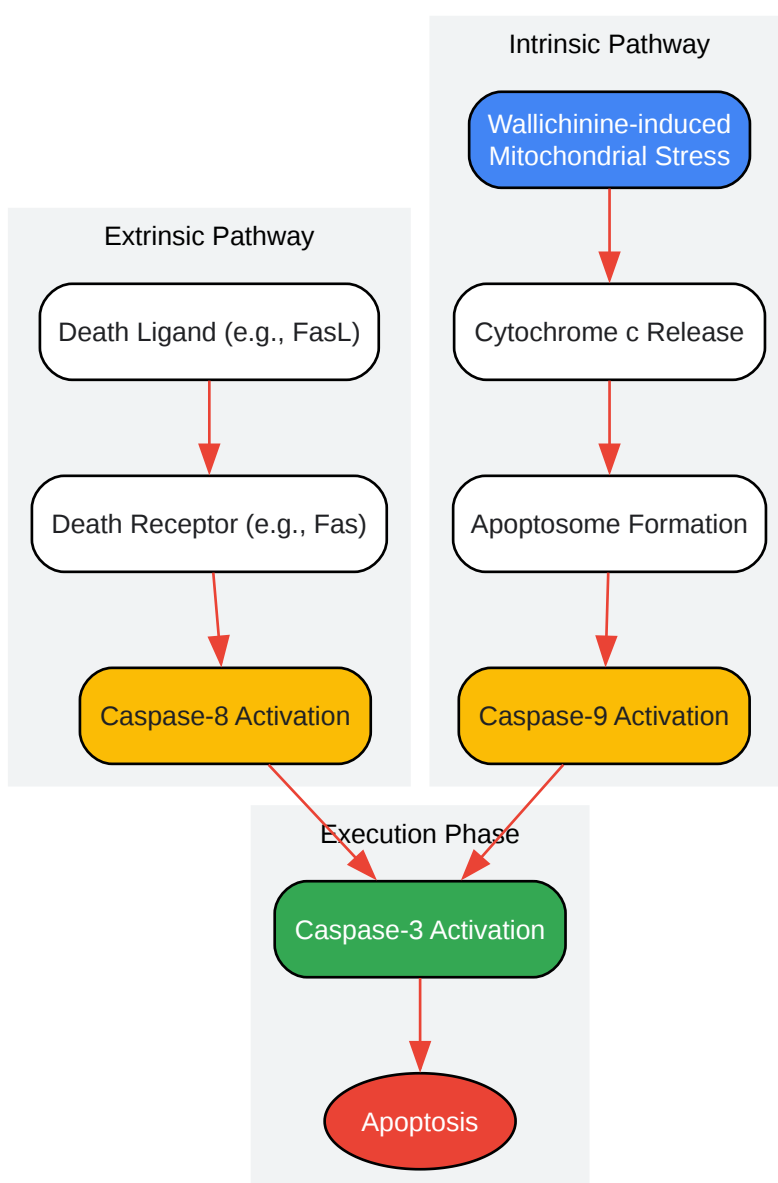 Intrinsic Pathway
Wallichinine-induced
Mitochondrial Stress
Extrinsic Pathway
Death Ligand (e.g., FasL)
Cytochrome c Release
Death Receptor (e.g., Fas)
Apoptosome Formation
Caspase-8 Activation
Caspase-9 Activation
Execution Phase
Caspase-3 Activation
Apoptosis